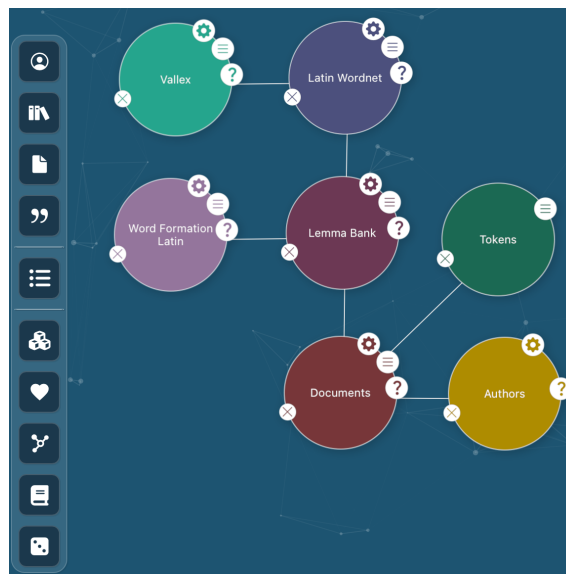 Vallex
Latin Wordnet
?
?
Word Formation
Latin
?
Lemma Bank
?
Tokens
Documents
?
Authors
?